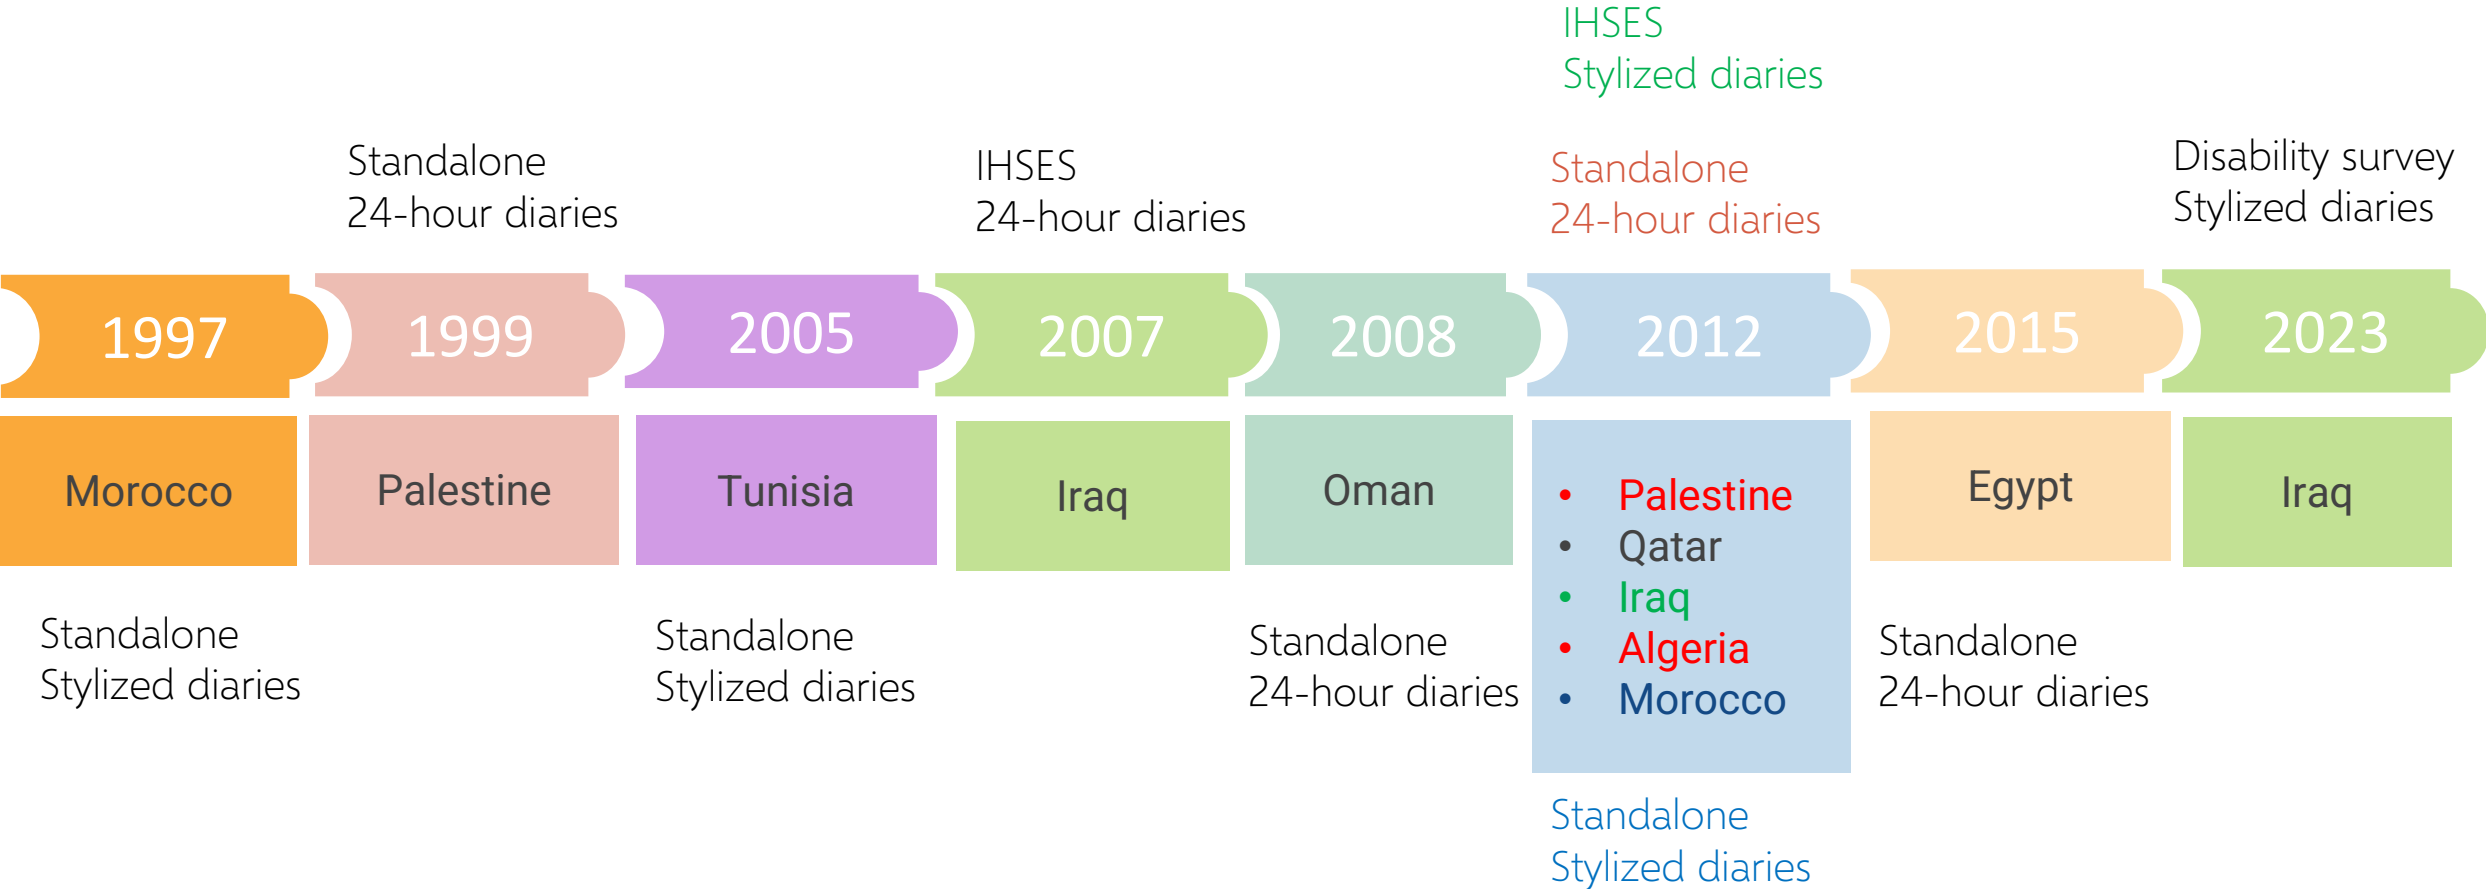 IHSES
Stylized diaries
Standalone
24-hour diaries
IHSES
24-hour diaries
Standalone
24-hour diaries
Disability survey
Stylized diaries
1997
1999
2005
2007
2008
2012
2015
2023
Morocco
Palestine
Tunisia
Iraq
Oman
• Palestine
• Qatar
• Iraq
• Algeria
• Morocco
Egypt
Iraq
Standalone
Stylized diaries
Standalone
Stylized diaries
Standalone
24-hour diaries
Standalone
24-hour diaries
Standalone
Stylized diaries